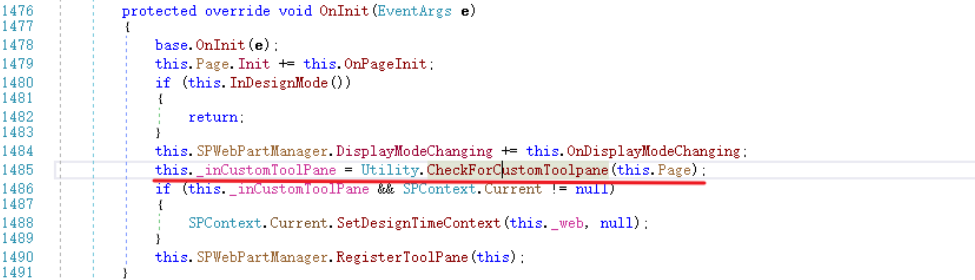 1476 protected override void OnInit(EventArgs e)
1477 {
1478 base.OnInit(e);
1479 this.Page.Init += this.OnPageInit;
1480 if (this.InDesignMode())
1481 {
1482 return;
1483 }
1484 this.SPWebPartManager.DisplayModeChanging += this.OnDisplayModeChanging;
1485 this._inCustomToolPane = Utility.CheckForCustomToolpane(this.Page);
1486 if (this._inCustomToolPane && SPContext.Current != null)
1487 {
1488 SPContext.Current.SetDesignTimeContext(this._web, null);
1489 }
1490 this.SPWebPartManager.RegisterToolPane(this);
1491 }